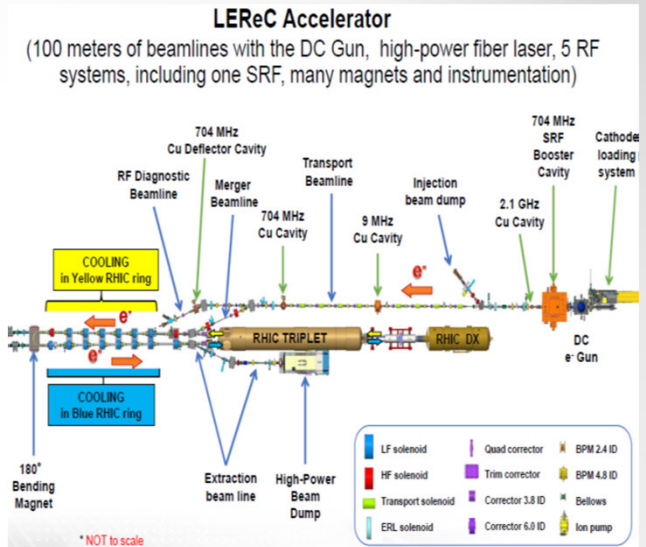 LEReC Accelerator
(100 meters of beamlines with the DC Gun, high-power fiber laser, 5 RF
systems, including one SRF, many magnets and instrumentation)
704 MHz
Cu Deflector Cavity
RF Diagnostic
Beamline
Merger
Beamline
704 MHz
Cu Cavity
Transport
Beamline
9 MHz
Cu Cavity
Injection
beam dump
2.1 GHz
Cu Cavity
704 MHz
SRF
Booster
Cavity
Cathode
loading
system
COOLING
in Yellow RHIC ring
e-
e-
e-
RHIC TRIPLET
RHIC DX
DC
e- Gun
COOLING
in Blue RHIC ring
180°
Bending
Magnet
Extraction
beam line
High-Power
Beam
Dump
LF solenoid
HF solenoid
Transport solenoid
ERL solenoid
Quad corrector
Trim corrector
Corrector 3.8 ID
Corrector 6.0 ID
BPM 2.4 ID
BPM 4.8 ID
Bellows
Ion pump
* NOT to scale